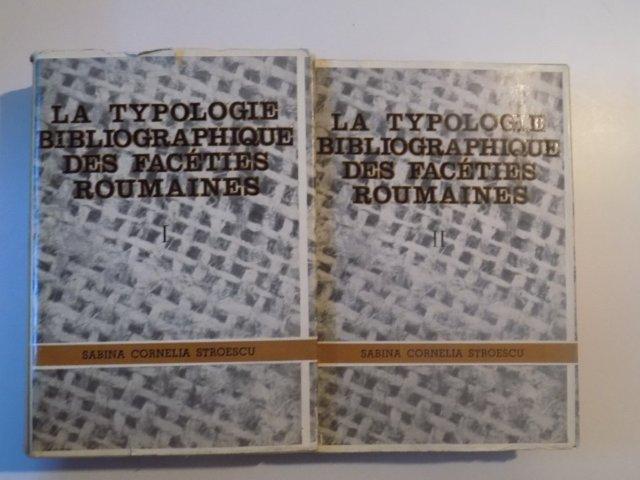 LA TYPOLOGIE
BIBLIOGRAPHIQUE
DES FACÉTIES
ROUMAINES
I
SABINA CORNELIA STROESCU
LA TYPOLOGIE
BIBLIOGRAPHIQUE
DES FACÉTIES
ROUMAINES
II
SABINA CORNELIA STROESCU